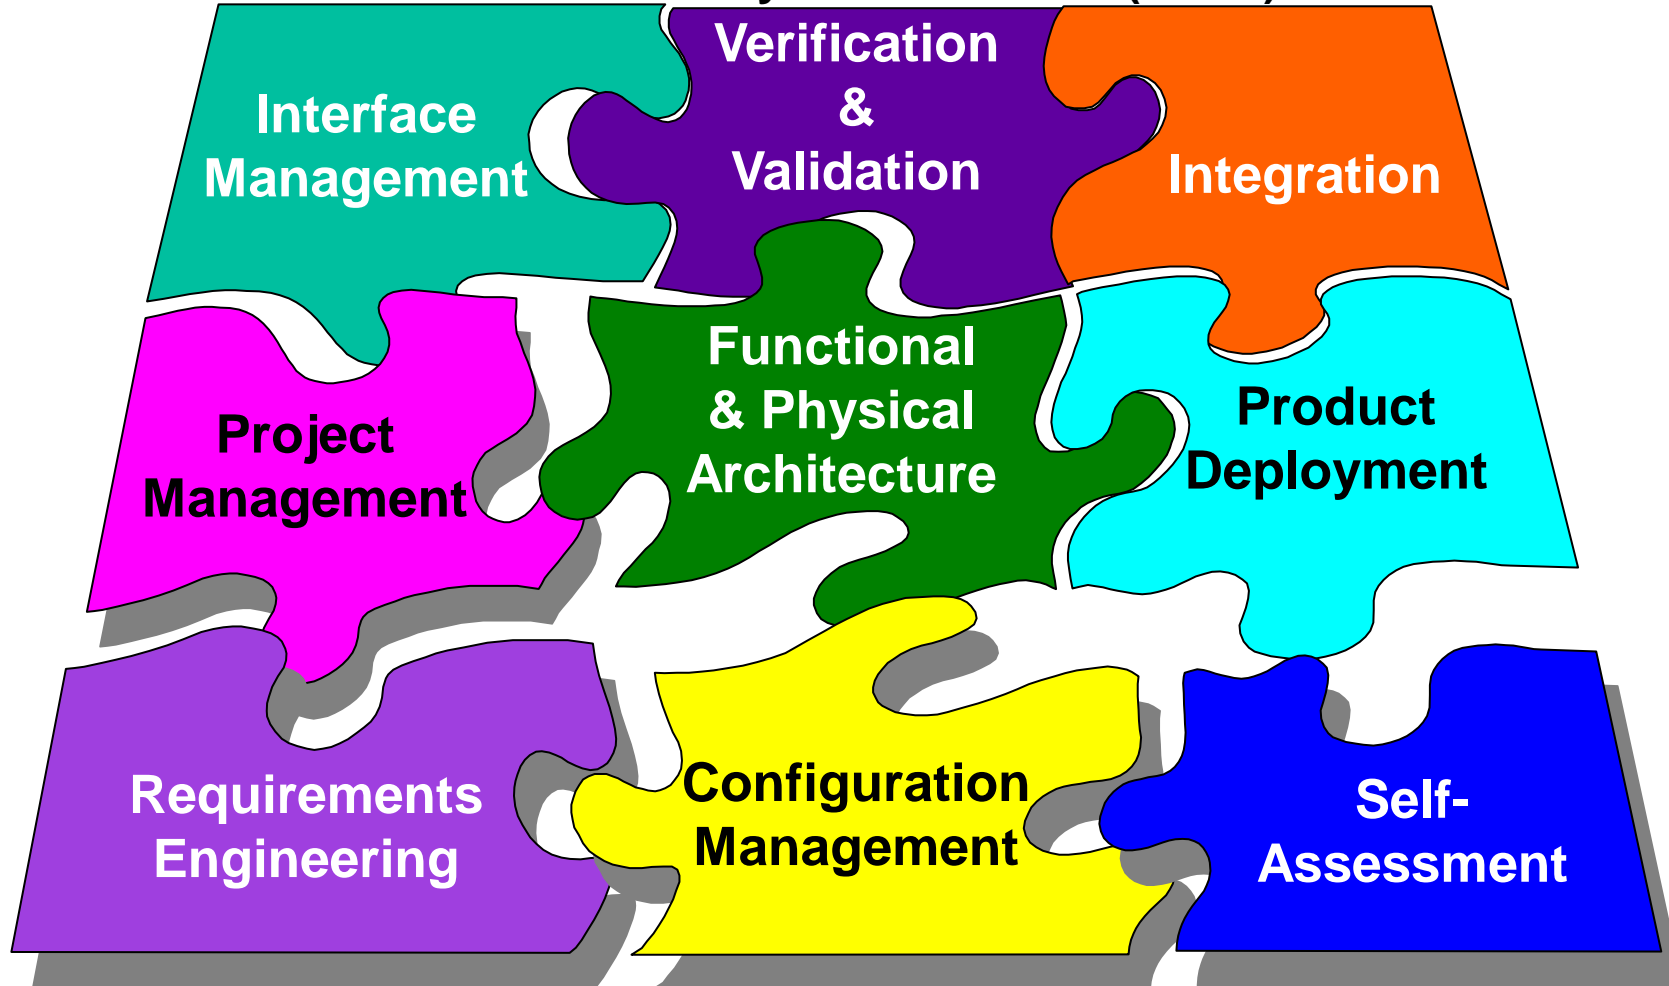 Interface
Management
Verification
&
Validation
Integration
Project
Management
Functional
& Physical
Architecture
Product
Deployment
Requirements
Engineering
Configuration
Management
Self-
Assessment